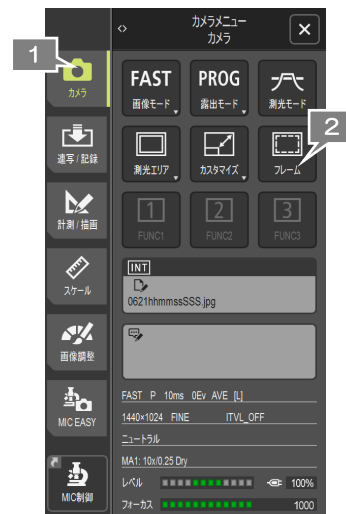 カメラメニュー
カメラ
1
カメラ
連写/記録
計測/描画
スケール
画像調整
MIC EASY
MIC制御
FAST
画像モード
PROG
露出モード
測光モード
2
測光エリア
カスタマイズ
フレーム
1
FUNC1
2
FUNC2
3
FUNC3
INT
0621hhmmssSSS.jpg
FAST P 10ms 0Ev AVE [L]
1440×1024 FINE ITVL_OFF
ニュートラル
MA1: 10x/0.25 Dry
レベル 100%
フォーカス 1000